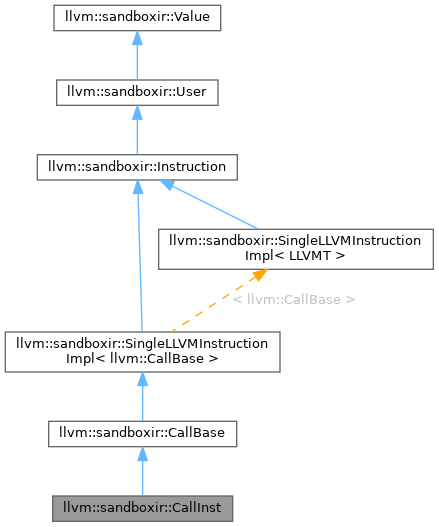 llvm::sandboxir::Value
llvm::sandboxir::User
llvm::sandboxir::Instruction
llvm::sandboxir::SingleLLVMInstruction
Impl< LLVMT >
< llvm::CallBase >
llvm::sandboxir::SingleLLVMInstruction
Impl< llvm::CallBase >
llvm::sandboxir::CallBase
llvm::sandboxir::CallInst